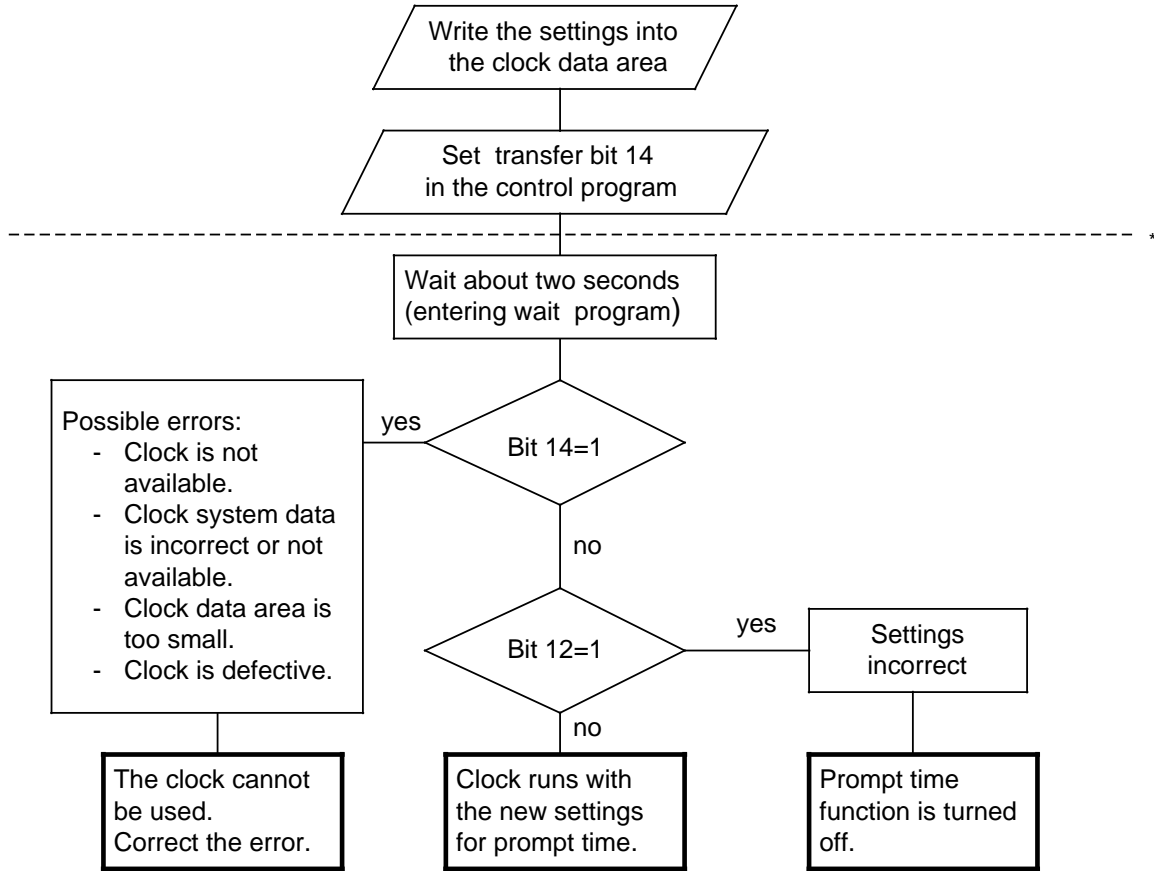 Write the settings into
the clock data area
Set transfer bit 14
in the control program
*
Wait about two seconds
(entering wait program)
Possible errors:
- Clock is not
available.
- Clock system data
is incorrect or not
available.
- Clock data area is
too small.
- Clock is defective.
yes
Bit 14=1
no
Bit 12=1
yes
Settings
incorrect
no
The clock cannot
be used.
Correct the error.
Clock runs with
the new settings
for prompt time.
Prompt time
function is turned
off.